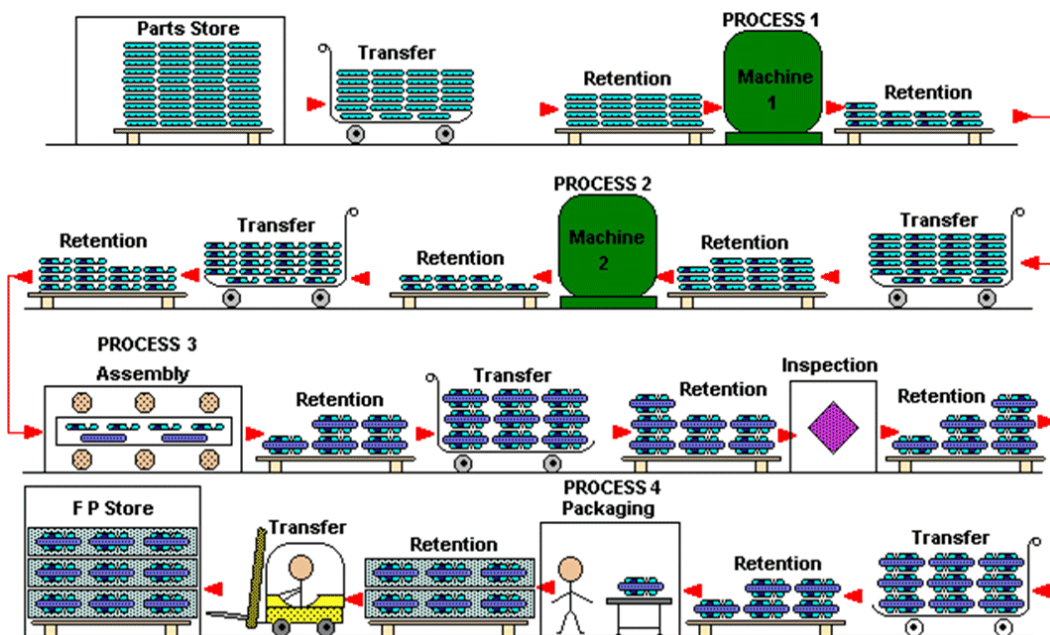 Parts Store
Transfer
Retention
PROCESS 1
Machine
1
Retention
Retention
Transfer
Retention
PROCESS 2
Machine
2
Retention
Transfer
PROCESS 3
Assembly
Retention
Transfer
Retention
Inspection
Retention
F P Store
Transfer
Retention
PROCESS 4
Packaging
Retention
Transfer